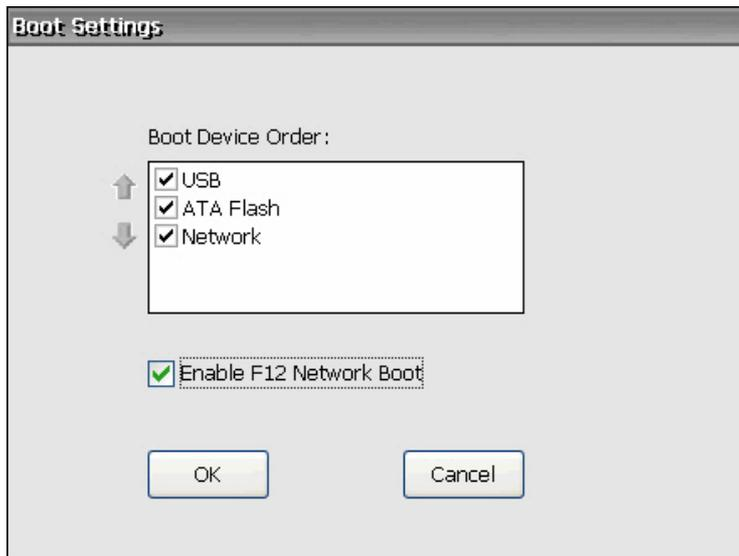 Boot Settings
Boot Device Order:
USB
ATA Flash
Network
Enable F12 Network Boot
OK
Cancel